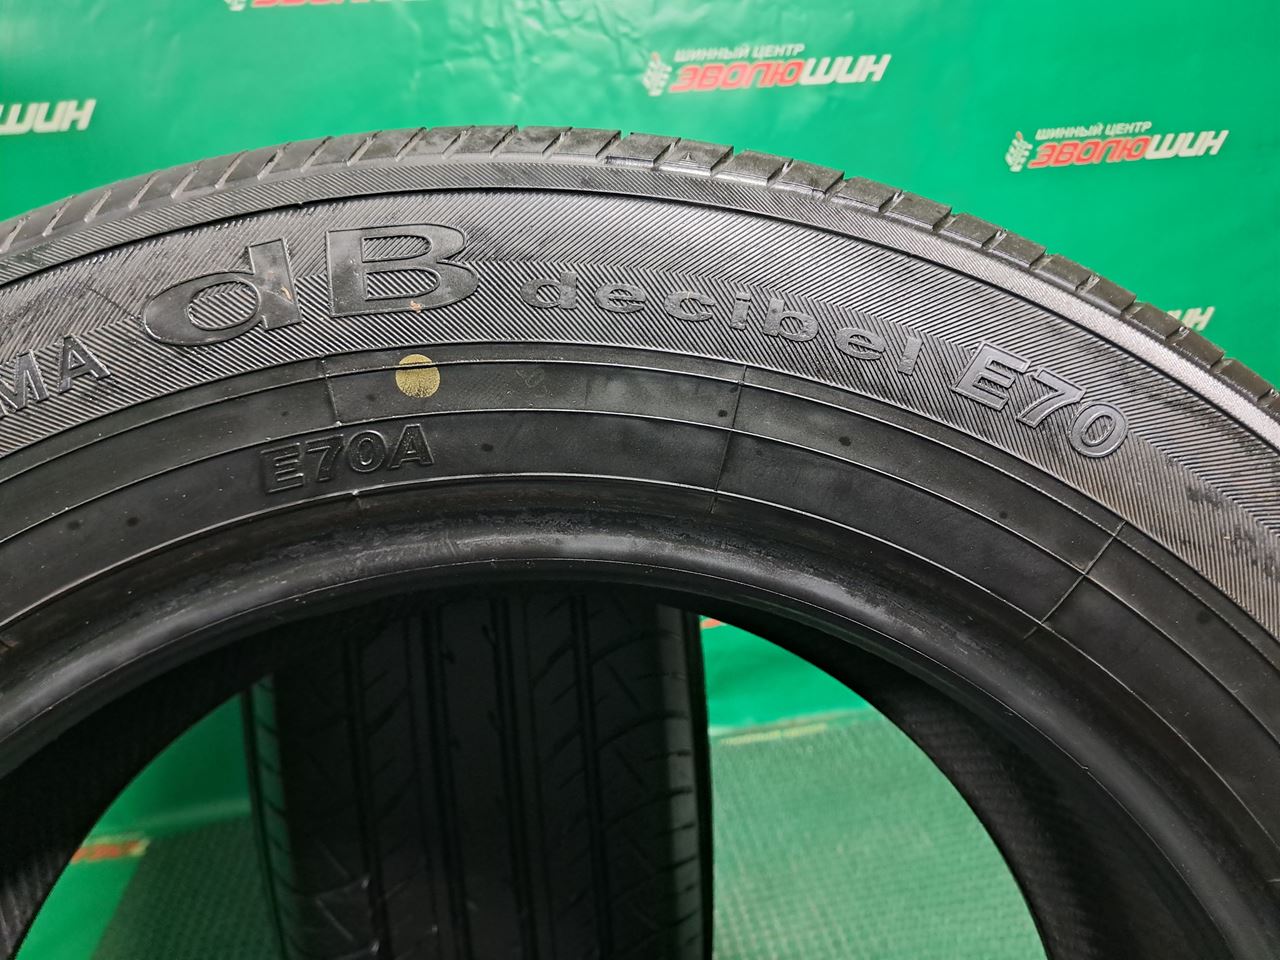 ШИННЫЙ ЦЕНТР
ЭВОЛЮШИН
ШИННЫЙ ЦЕНТР
ЭВОЛЮШИН
MA dB decibel E70
E70A